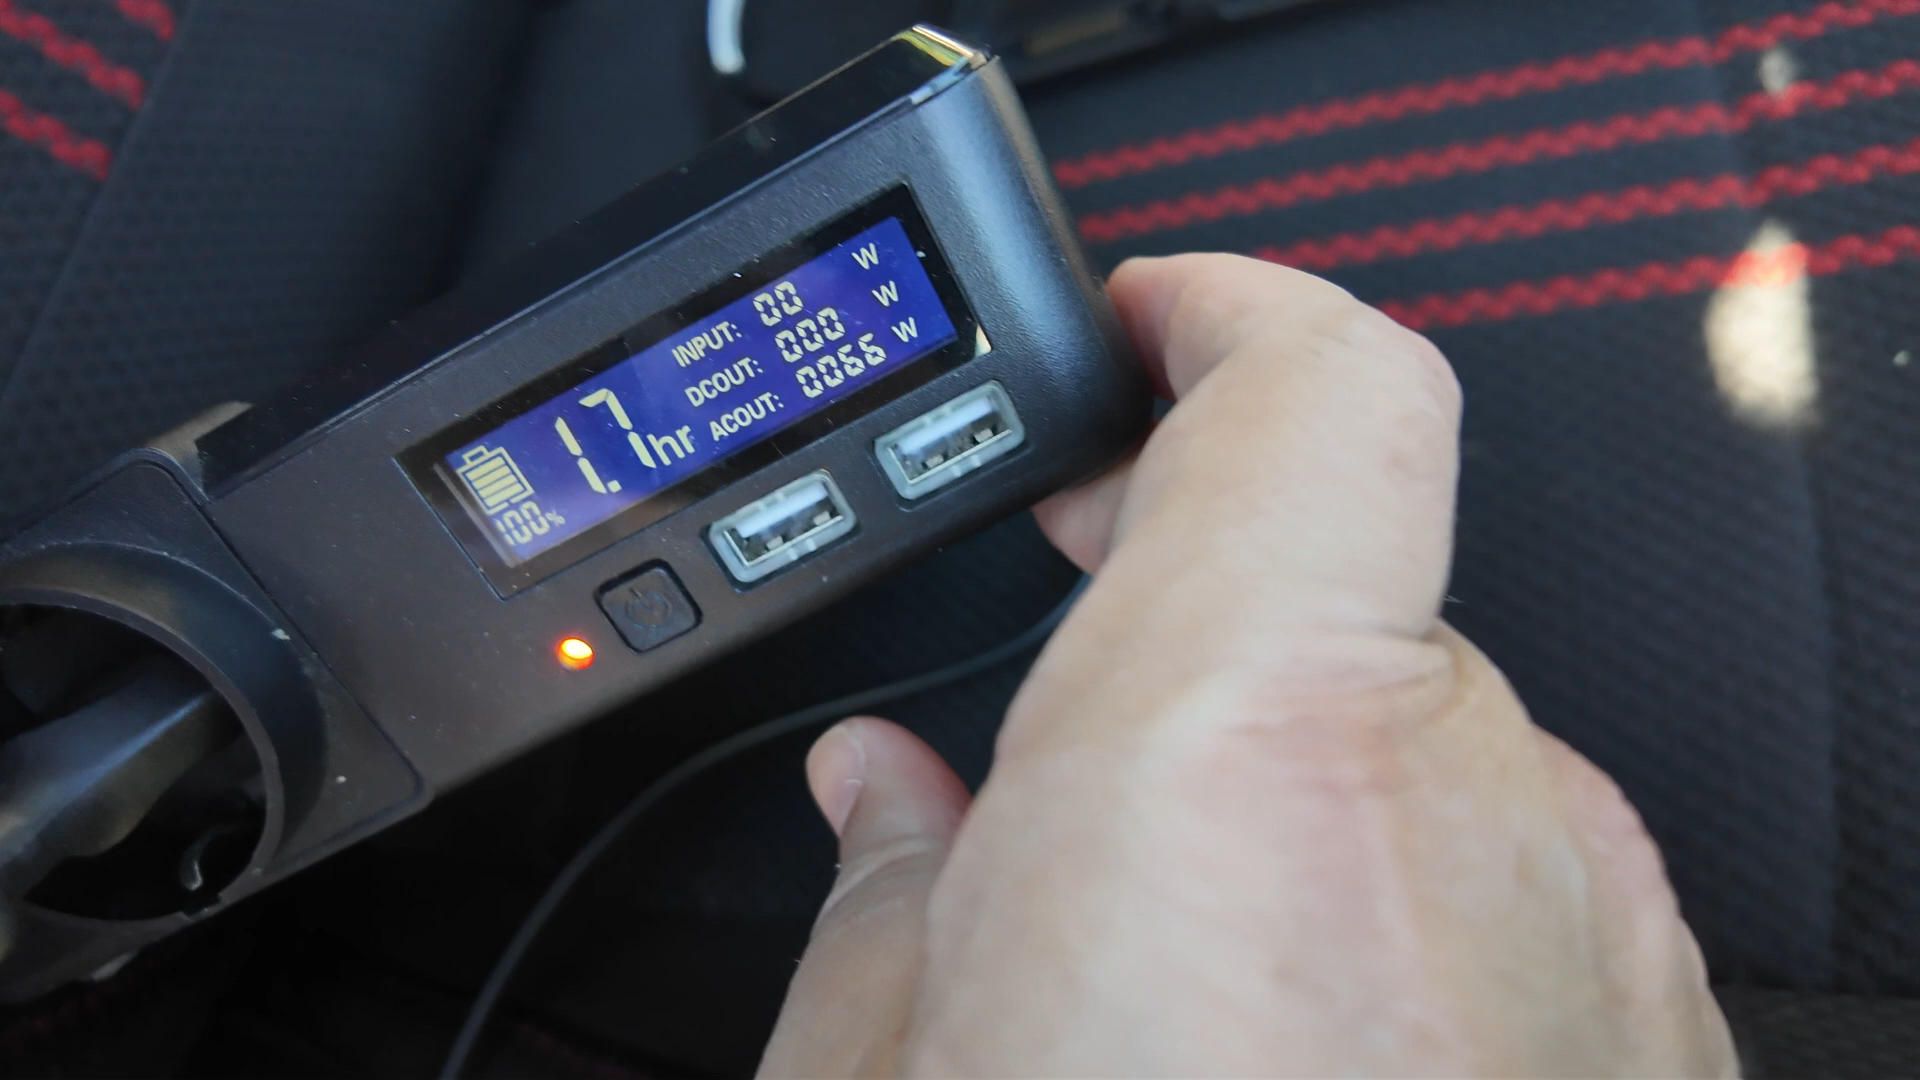 INPUT: 00 W
DCOUT: 000 W
ACOUT: 0066 W
1.7hr
100%